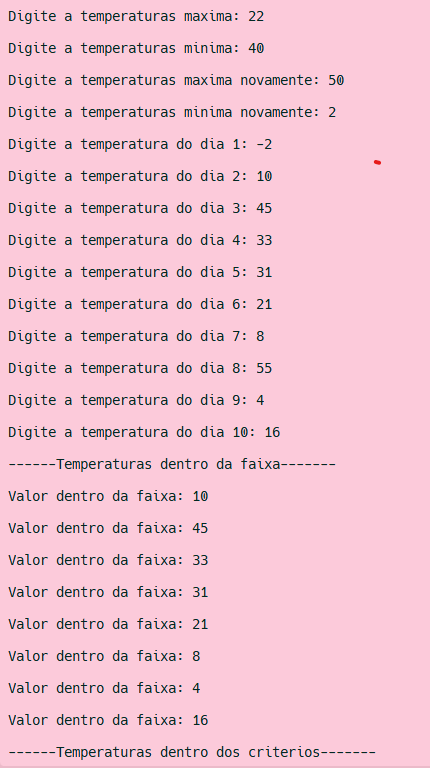 Digite a temperaturas maxima: 22
Digite a temperaturas minima: 40
Digite a temperaturas maxima novamente: 50
Digite a temperaturas minima novamente: 2
Digite a temperatura do dia 1: -2
Digite a temperatura do dia 2: 10
Digite a temperatura do dia 3: 45
Digite a temperatura do dia 4: 33
Digite a temperatura do dia 5: 31
Digite a temperatura do dia 6: 21
Digite a temperatura do dia 7: 8
Digite a temperatura do dia 8: 55
Digite a temperatura do dia 9: 4
Digite a temperatura do dia 10: 16
------Temperaturas dentro da faixa-------
Valor dentro da faixa: 10
Valor dentro da faixa: 45
Valor dentro da faixa: 33
Valor dentro da faixa: 31
Valor dentro da faixa: 21
Valor dentro da faixa: 8
Valor dentro da faixa: 4
Valor dentro da faixa: 16
------Temperaturas dentro dos criterios-------